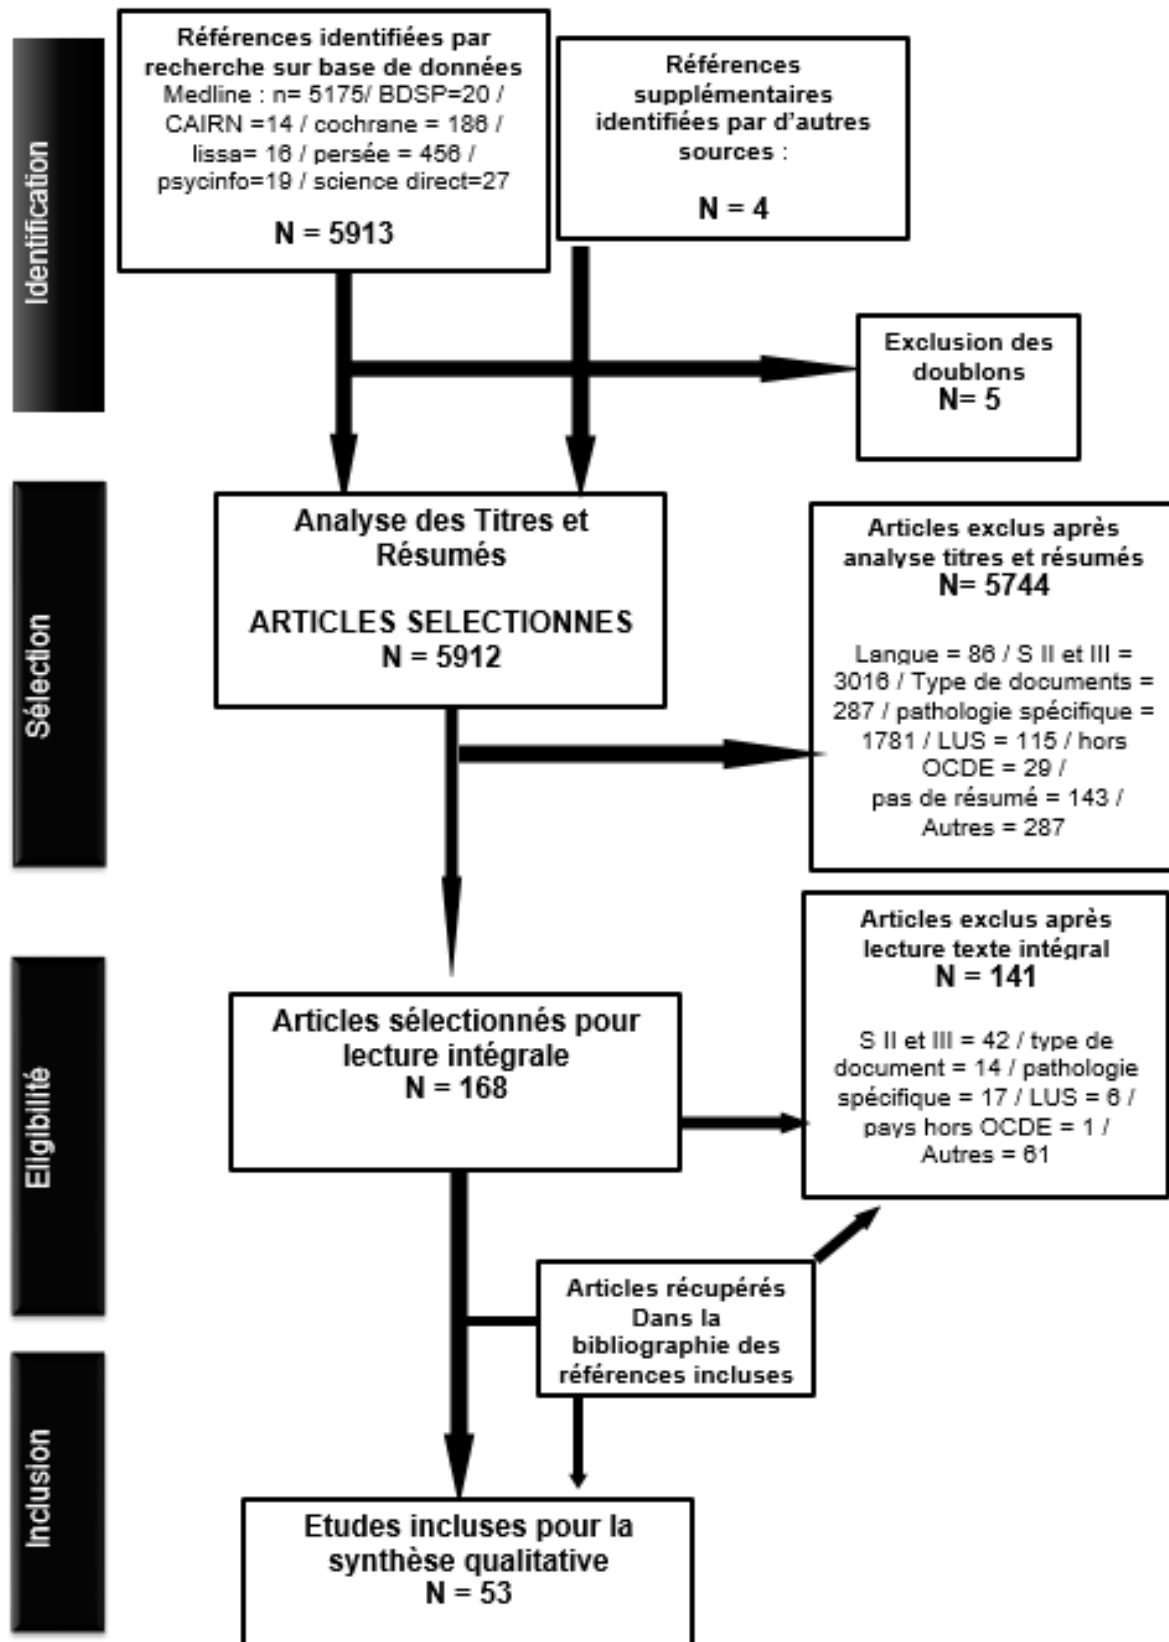 Identification
Références identifiées par
recherche sur base de données
Medline : n= 5175/ BDSP=20 /
CAIRN =14 / cochrane = 186 /
lissa= 16 / persée = 456 /
psycinfo=19 / science direct=27
N = 5913
Références
supplémentaires
identifiées par d'autres
sources :
N = 4
Exclusion des
doublons
N= 5
Sélection
Analyse des Titres et
Résumés
ARTICLES SELECTIONNES
N = 5912
Articles exclus après
analyse titres et résumés
N= 5744
Langue = 86 / S II et III =
3016 / Type de documents =
287 / pathologie spécifique =
1781 / LUS = 115 / hors
OCDE = 29 /
pas de résumé = 143 /
Autres = 287
Eligibilité
Articles sélectionnés pour
lecture intégrale
N = 168
Articles exclus après
lecture texte intégral
N = 141
S II et III = 42 / type de
document = 14 / pathologie
spécifique = 17 / LUS = 6 /
pays hors OCDE = 1 /
Autres = 61
Articles récupérés
Dans la
bibliographie des
références incluses
Inclusion
Etudes incluses pour la
synthèse qualitative
N = 53